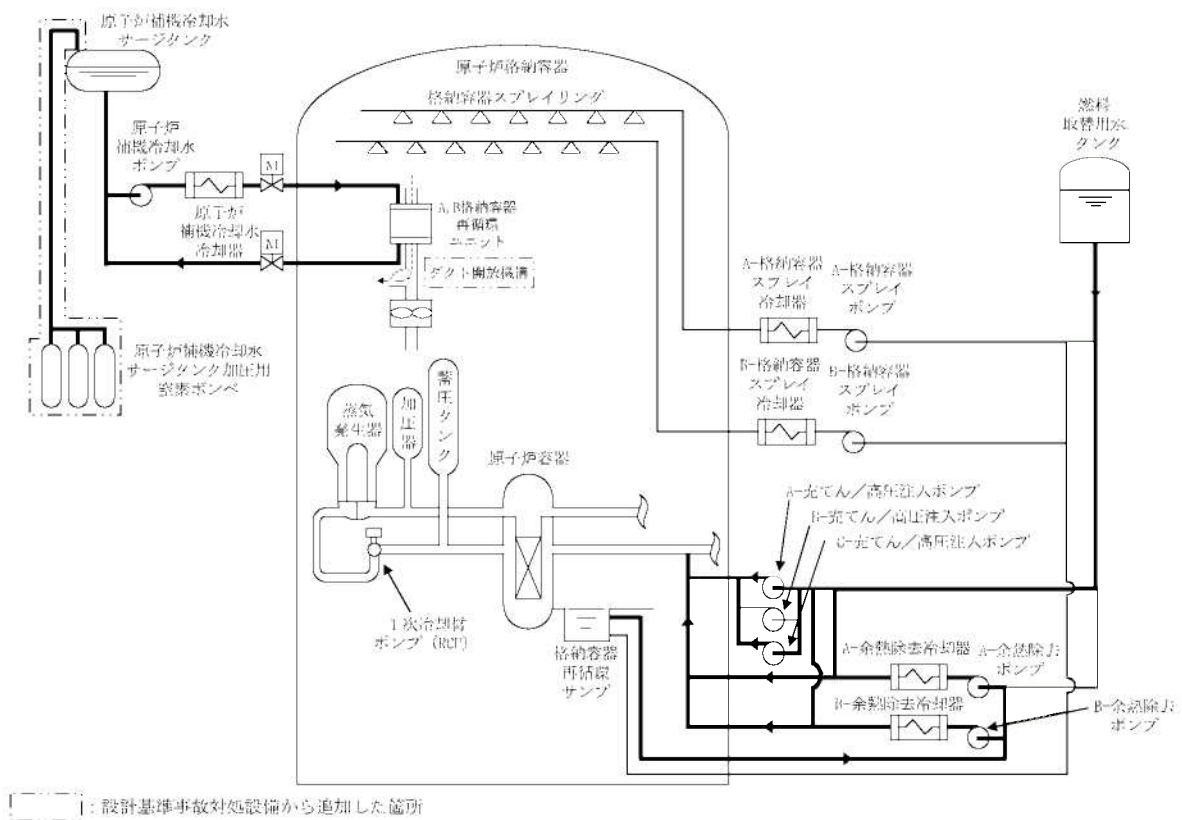 原子炉補機冷却水
サージタンク
原子炉格納容器
格納容器スプレイリング
燃料
取替用水
タンク
原子炉
補機冷却水
ポンプ
M
原子炉
補機冷却水
冷却器
M
A,B格納容器
再循環
ユニット
ダクト開放機構
A-格納容器
スプレイ
冷却器
A-格納容器
スプレイ
ポンプ
原子炉補機冷却水
サージタンク加圧用
窒素ボンベ
B-格納容器
スプレイ
冷却器
B-格納容器
スプレイ
ポンプ
蒸気
発生器
加圧器
蓄圧タンク
原子炉容器
A-充てん/高圧注入ポンプ
B-充てん/高圧注入ポンプ
C-充てん/高圧注入ポンプ
1次冷却材
ポンプ (RCP)
格納容器
再循環
サンプ
A-余熱除去冷却器
A-余熱除去
ポンプ
B-余熱除去冷却器
B-余熱除去
ポンプ
:設計基準事故対処設備から追加した箇所